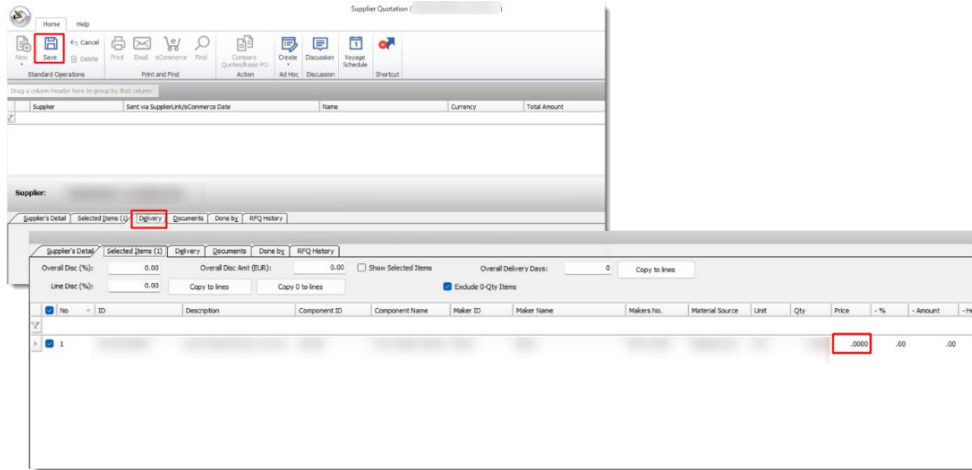 Supplier Quotation (
Home Help
New Save Cancel Delete Print Email eCommerce Find Compare Quotes/Raise PO Create Discussion Voyage Schedule
Standard Operations Print and Find Action Ad Hoc Discussion Shortcut
Drag a column header here to group by that column.
Supplier Sent via SupplierLink/eCommerce Date Name Currency Total Amount
Supplier:
Supplier's Detail Selected Items (1) Delivery Documents Done by RFQ History
Supplier's Detail Selected Items (1) Delivery Documents Done by RFQ History
Overall Disc (%): 0.00 Overall Disc Amt (EUR): 0.00 Show Selected Items Overall Delivery Days: 0 Copy to lines
Line Disc (%): 0.00 Copy to lines Copy 0 to lines Exclude 0-Qty Items
No ID Description Component ID Component Name Maker ID Maker Name Makers No. Material Source Unit Qty Price - % - Amount
1 .0000 .00 .00